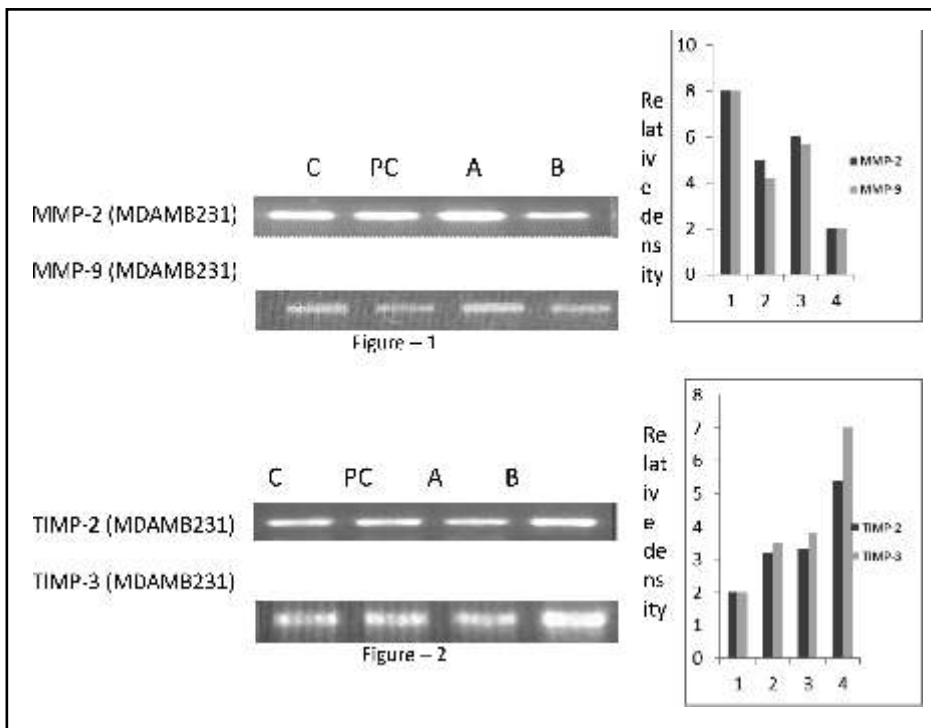 C PC A B
MMP-2 (MDAMB231)
MMP-9 (MDAMB231)
Figure – 1
Re
lativ
e
de
ns
ity
10
8
6
4
2
0
1 2 3 4
MMP-2
MMP-9
C PC A B
TIMP-2 (MDAMB231)
TIMP-3 (MDAMB231)
Figure – 2
Re
lat
iv
e
de
ns
ity
8
7
6
5
4
3
2
1
0
1 2 3 4
TIMP-2
TIMP-3